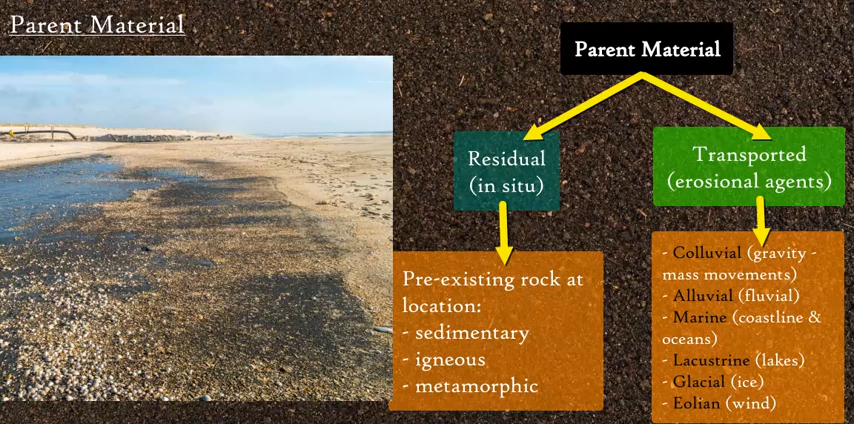 Parent Material
Parent Material
Residual
(in situ)
Transported
(erosional agents)
Pre-existing rock at
location:
- sedimentary
- igneous
- metamorphic
- Colluvial (gravity -
mass movements)
- Alluvial (fluvial)
- Marine (coastline &
oceans)
- Lacustrine (lakes)
- Glacial (ice)
- Eolian (wind)